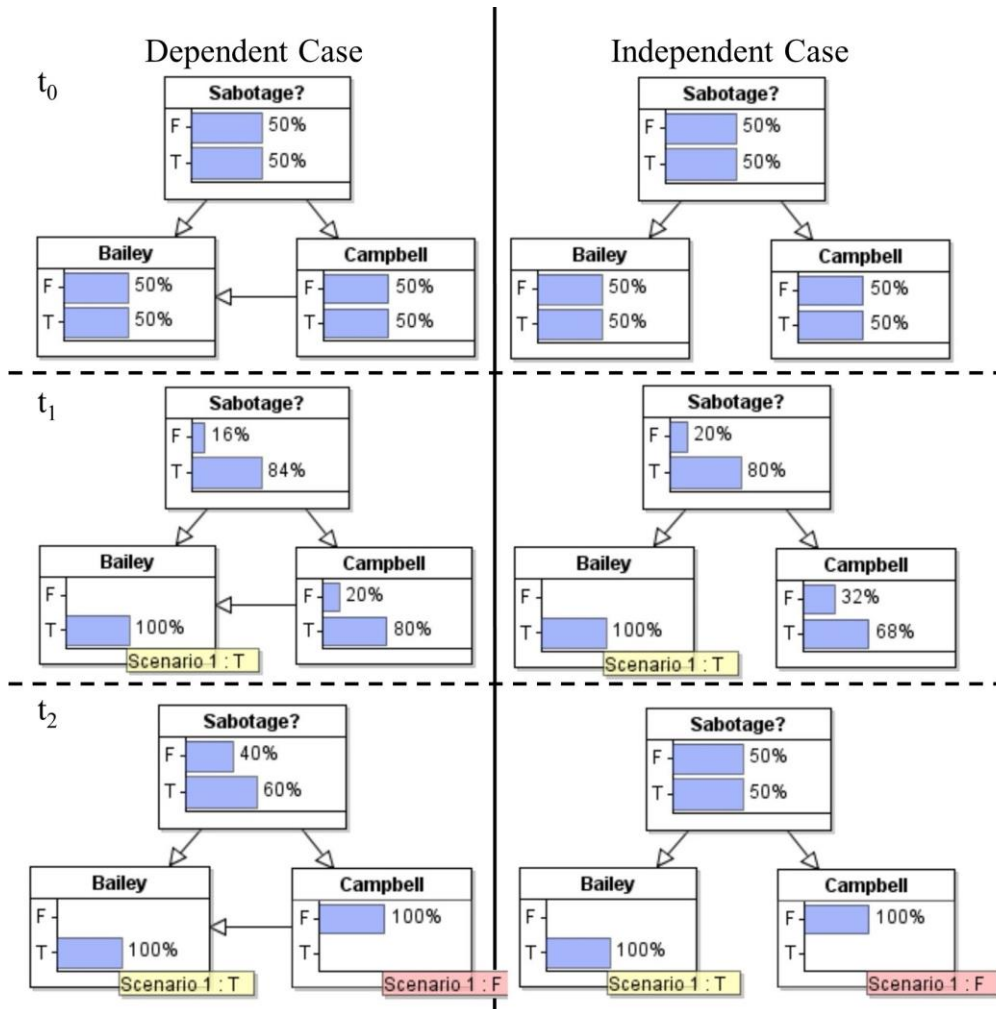 Dependent Case
Independent Case
t0
Sabotage?
F 50%
T 50%
Bailey
F 50%
T 50%
Campbell
F 50%
T 50%
Sabotage?
F 50%
T 50%
Bailey
F 50%
T 50%
Campbell
F 50%
T 50%
t1
Sabotage?
F 16%
T 84%
Bailey
F
T 100%
Scenario 1 : T
Campbell
F 20%
T 80%
Sabotage?
F 20%
T 80%
Bailey
F
T 100%
Scenario 1 : T
Campbell
F 32%
T 68%
t2
Sabotage?
F 40%
T 60%
Bailey
F
T 100%
Scenario 1 : T
Campbell
F 100%
T
Scenario 1 : F
Sabotage?
F 50%
T 50%
Bailey
F
T 100%
Scenario 1 : T
Campbell
F 100%
T
Scenario 1 : F